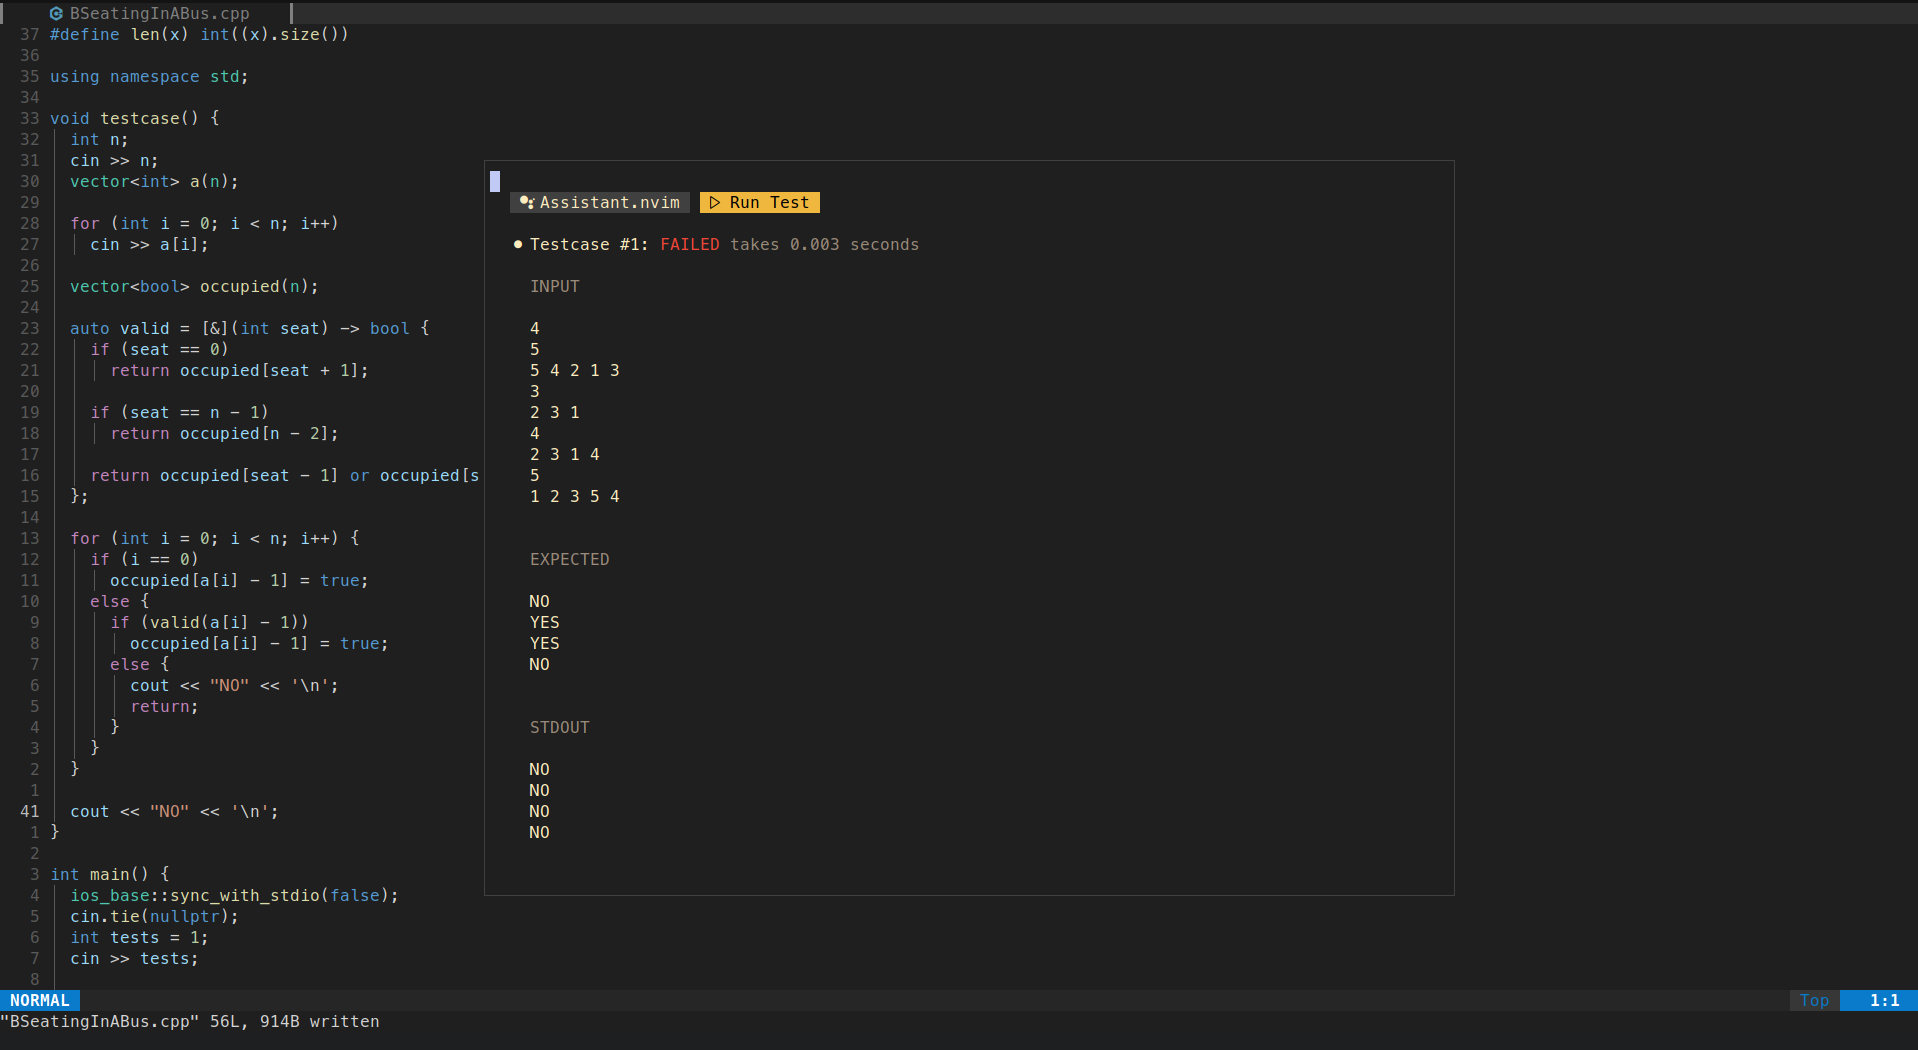 BSeatingInABus.cpp
37 #define len(x) int((x).size())
36
35 using namespace std;
34
33 void testcase() {
32 int n;
31 cin >> n;
30 vector<int> a(n);
29
28 for (int i = 0; i < n; i++)
27 cin >> a[i];
26
25 vector<bool> occupied(n);
24
23 auto valid = [&](int seat) -> bool {
22 if (seat == 0)
21 return occupied[seat + 1];
20
19 if (seat == n - 1)
18 return occupied[n - 2];
17
16 return occupied[seat - 1] or occupied[s
15 };
14
13 for (int i = 0; i < n; i++) {
12 if (i == 0)
11 occupied[a[i] - 1] = true;
10 else {
9 if (valid(a[i] - 1))
8 occupied[a[i] - 1] = true;
7 else {
6 cout << "NO" << '\n';
5 return;
4 }
3 }
2 }
1
41 cout << "NO" << '\n';
1 }
2
3 int main() {
4 ios_base::sync_with_stdio(false);
5 cin.tie(nullptr);
6 int tests = 1;
7 cin >> tests;
8
Assistant.nvim Run Test
Testcase #1: FAILED takes 0.003 seconds
INPUT
4
5
5 4 2 1 3
3
2 3 1
4
2 3 1 4
5
1 2 3 5 4
EXPECTED
NO
YES
YES
NO
STDOUT
NO
NO
NO
NO
NORMAL Top 1:1
"BSeatingInABus.cpp" 56L, 914B written